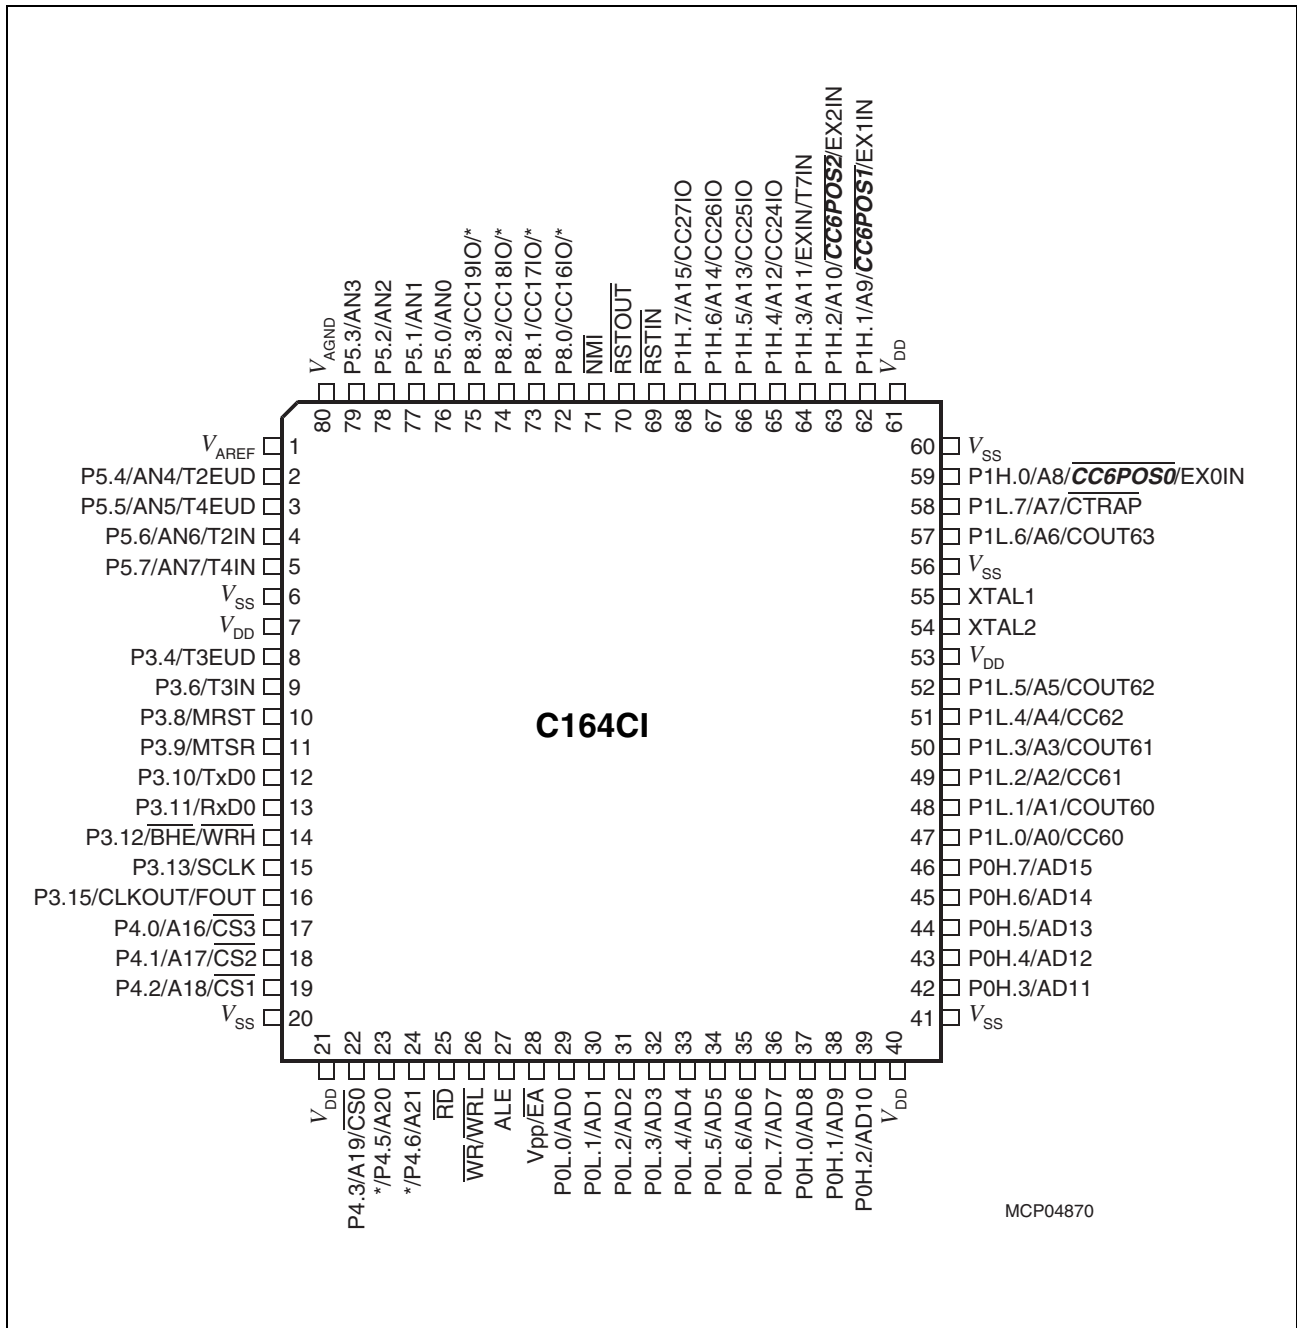 V_AGND
P5.3/AN3
P5.2/AN2
P5.1/AN1
P5.0/AN0
P8.3/CC19IO/*
P8.2/CC18IO/*
P8.1/CC17IO/*
P8.0/CC16IO/*
NMI
RSTOUT
RSTIN
P1H.7/A15/CC27IO
P1H.6/A14/CC26IO
P1H.5/A13/CC25IO
P1H.4/A12/CC24IO
P1H.3/A11/EXIN/T7IN
P1H.2/A10/CC6POS2/EX2IN
P1H.1/A9/CC6POS1/EX1IN
V_DD
80
79
78
77
76
75
74
73
72
71
70
69
68
67
66
65
64
63
62
61
V_AREF 1
P5.4/AN4/T2EUD 2
P5.5/AN5/T4EUD 3
P5.6/AN6/T2IN 4
P5.7/AN7/T4IN 5
V_SS 6
V_DD 7
P3.4/T3EUD 8
P3.6/T3IN 9
P3.8/MRST 10
P3.9/MTSR 11
P3.10/TxD0 12
P3.11/RxD0 13
P3.12/BHE/WRH 14
P3.13/SCLK 15
P3.15/CLKOUT/FOUT 16
P4.0/A16/CS3 17
P4.1/A17/CS2 18
P4.2/A18/CS1 19
V_SS 20
C164CI
60 V_SS
59 P1H.0/A8/CC6POS0/EX0IN
58 P1L.7/A7/CTRAP
57 P1L.6/A6/COUT63
56 V_SS
55 XTAL1
54 XTAL2
53 V_DD
52 P1L.5/A5/COUT62
51 P1L.4/A4/CC62
50 P1L.3/A3/COUT61
49 P1L.2/A2/CC61
48 P1L.1/A1/COUT60
47 P1L.0/A0/CC60
46 P0H.7/AD15
45 P0H.6/AD14
44 P0H.5/AD13
43 P0H.4/AD12
42 P0H.3/AD11
41 V_SS
21
22
23
24
25
26
27
28
29
30
31
32
33
34
35
36
37
38
39
40
V_DD
P4.3/A19/CS0
*/P4.5/A20
*/P4.6/A21
RD
WR/WRL
ALE
Vpp/EA
P0L.0/AD0
P0L.1/AD1
P0L.2/AD2
P0L.3/AD3
P0L.4/AD4
P0L.5/AD5
P0L.6/AD6
P0L.7/AD7
P0H.0/AD8
P0H.1/AD9
P0H.2/AD10
V_DD
MCP04870